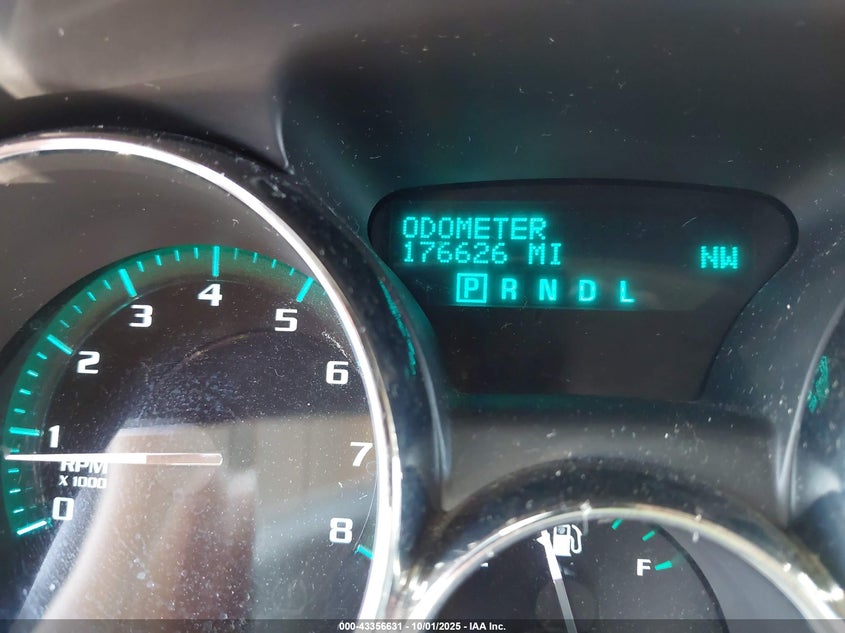 ODOMETER
176626 MI NW
P R N D L
0
1
2
3
4
5
6
7
8
RPM
X 1000
F
000-43356631 - 10/01/2025 - IAA Inc.